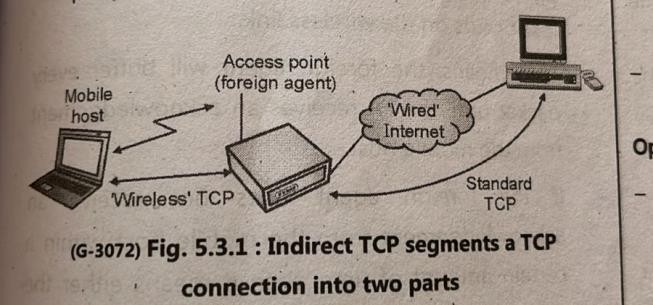 Access point
(foreign agent)
Mobile
host
'Wired'
Internet
'Wireless' TCP
Standard
TCP
Op
(G-3072) Fig. 5.3.1 : Indirect TCP segments a TCP
connection into two parts